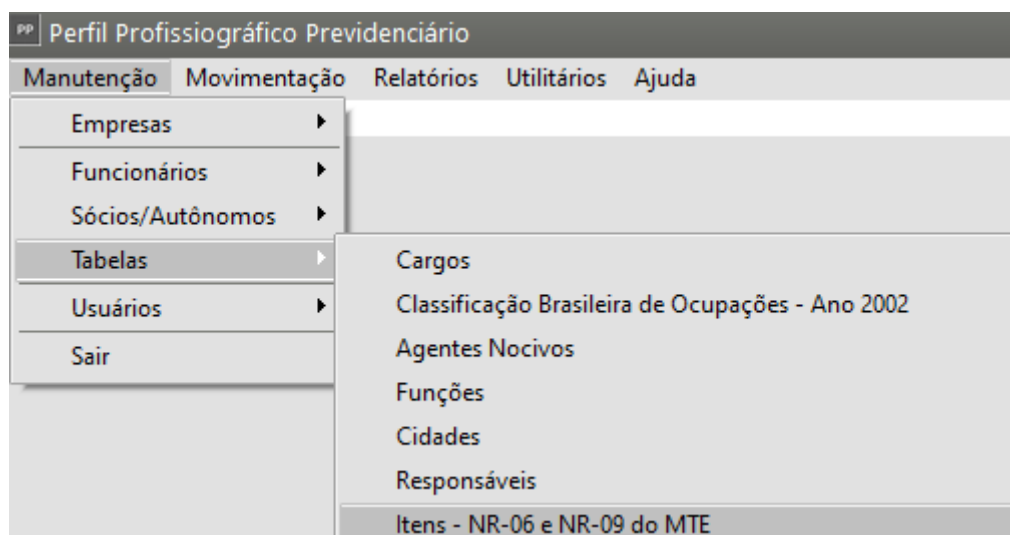 PP Perfil Profissiográfico Previdenciário
Manutenção Movimentação Relatórios Utilitários Ajuda
Empresas
Funcionários
Sócios/Autônomos
Tabelas
Usuários
Sair
Cargos
Classificação Brasileira de Ocupações - Ano 2002
Agentes Nocivos
Funções
Cidades
Responsáveis
Itens - NR-06 e NR-09 do MTE